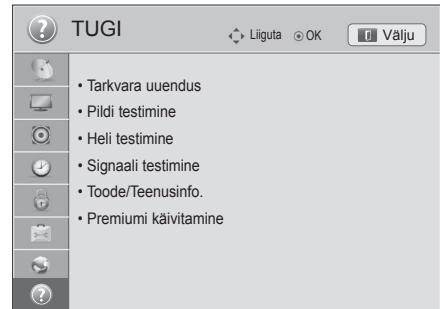 TUGI
Liiguta OK Välju
• Tarkvara uuendus
• Pildi testimine
• Heli testimine
• Signaali testimine
• Toode/Teenusinfo.
• Premiumi käivitamine